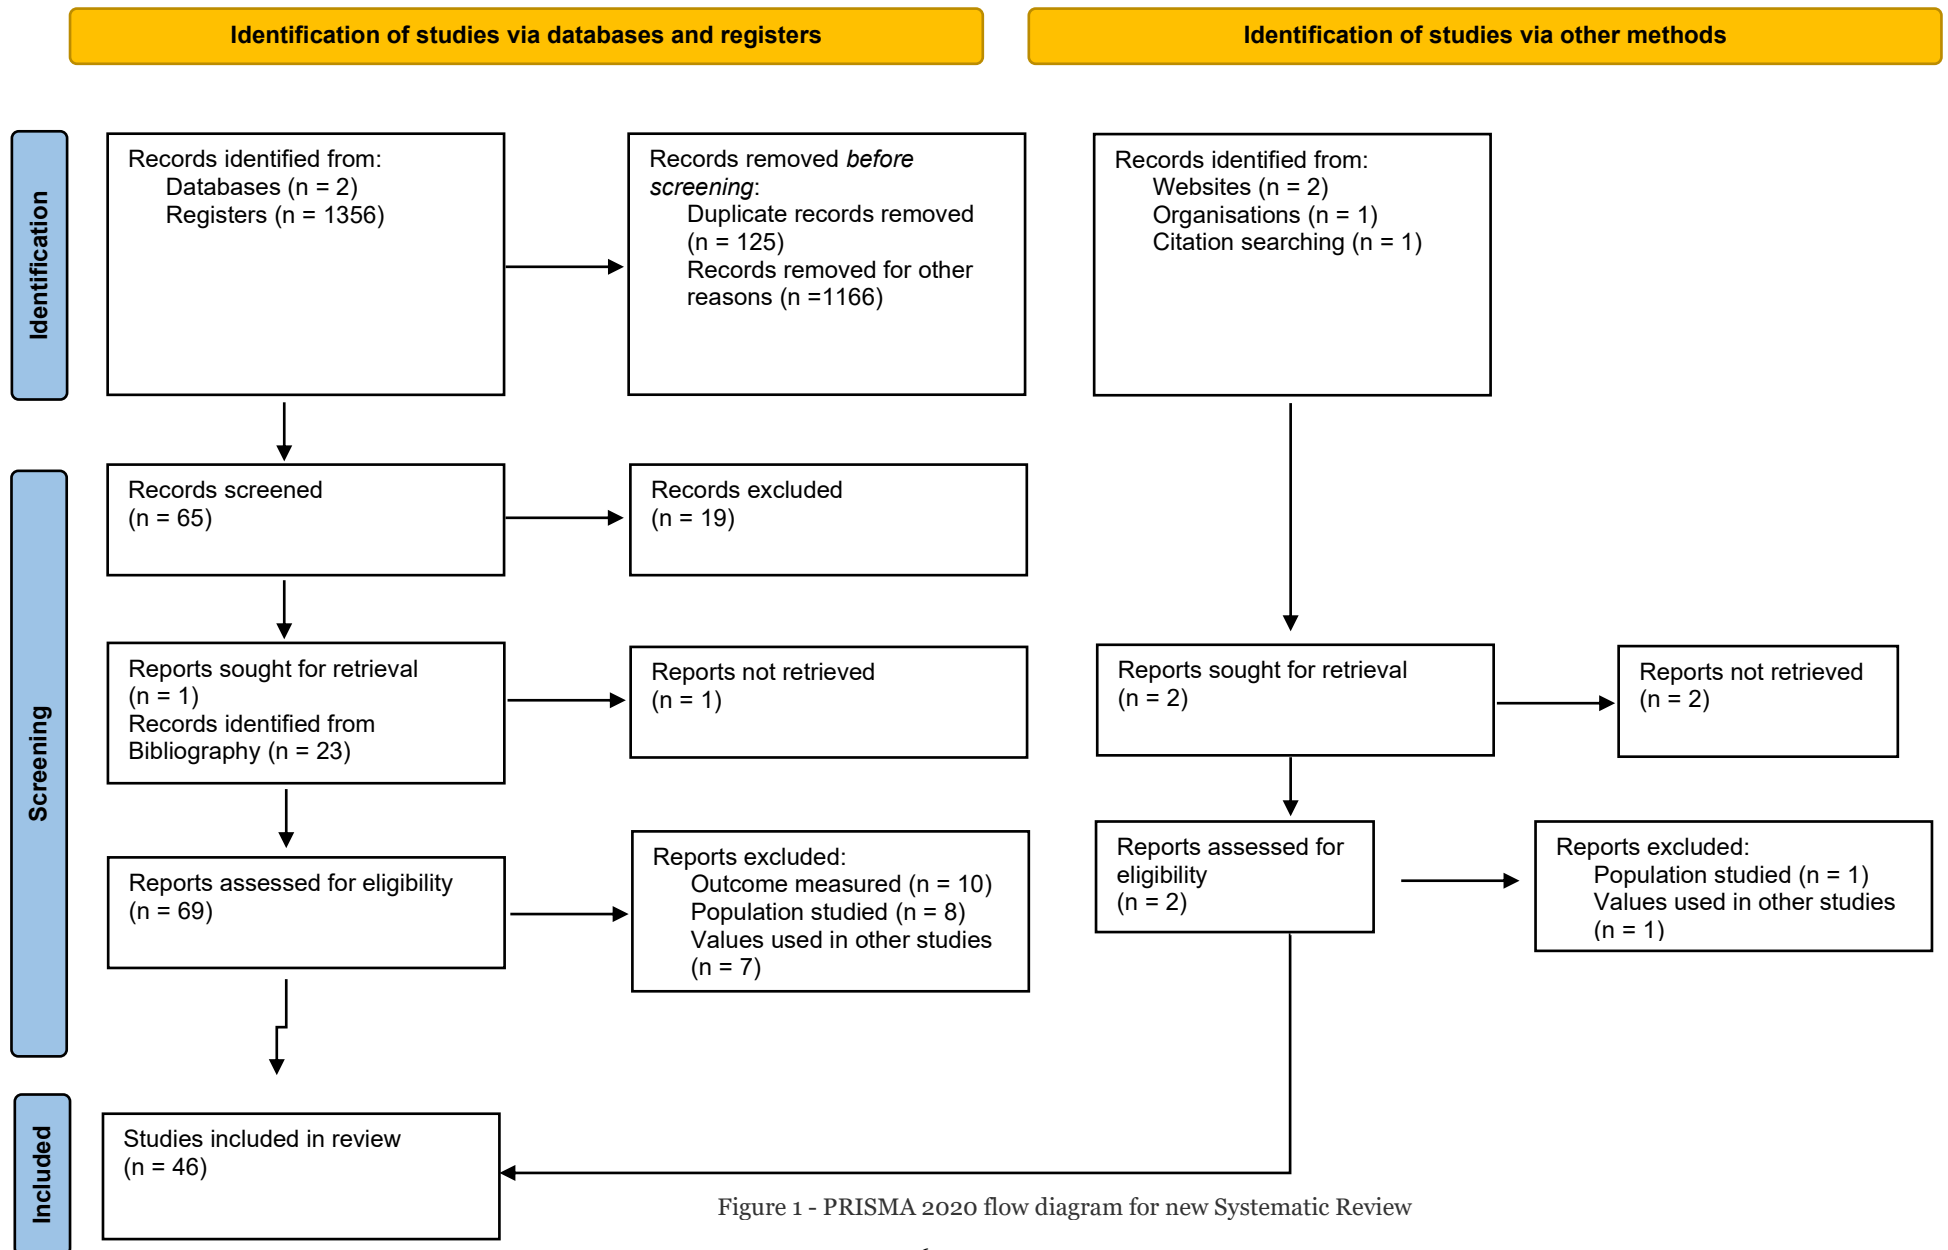 Identification of studies via databases and registers
Identification of studies via other methods
Identification
Records identified from:
Databases (n = 2)
Registers (n = 1356)
Records removed before
screening:
Duplicate records removed
(n = 125)
Records removed for other
reasons (n =1166)
Records identified from:
Websites (n = 2)
Organisations (n = 1)
Citation searching (n = 1)
Screening
Records screened
(n = 65)
Records excluded
(n = 19)
Reports sought for retrieval
(n = 1)
Records identified from
Bibliography (n = 23)
Reports not retrieved
(n = 1)
Reports sought for retrieval
(n = 2)
Reports not retrieved
(n = 2)
Reports assessed for eligibility
(n = 69)
Reports excluded:
Outcome measured (n = 10)
Population studied (n = 8)
Values used in other studies
(n = 7)
Reports assessed for
eligibility
(n = 2)
Reports excluded:
Population studied (n = 1)
Values used in other studies
(n = 1)
Included
Studies included in review
(n = 46)
Figure 1 - PRISMA 2020 flow diagram for new Systematic Review